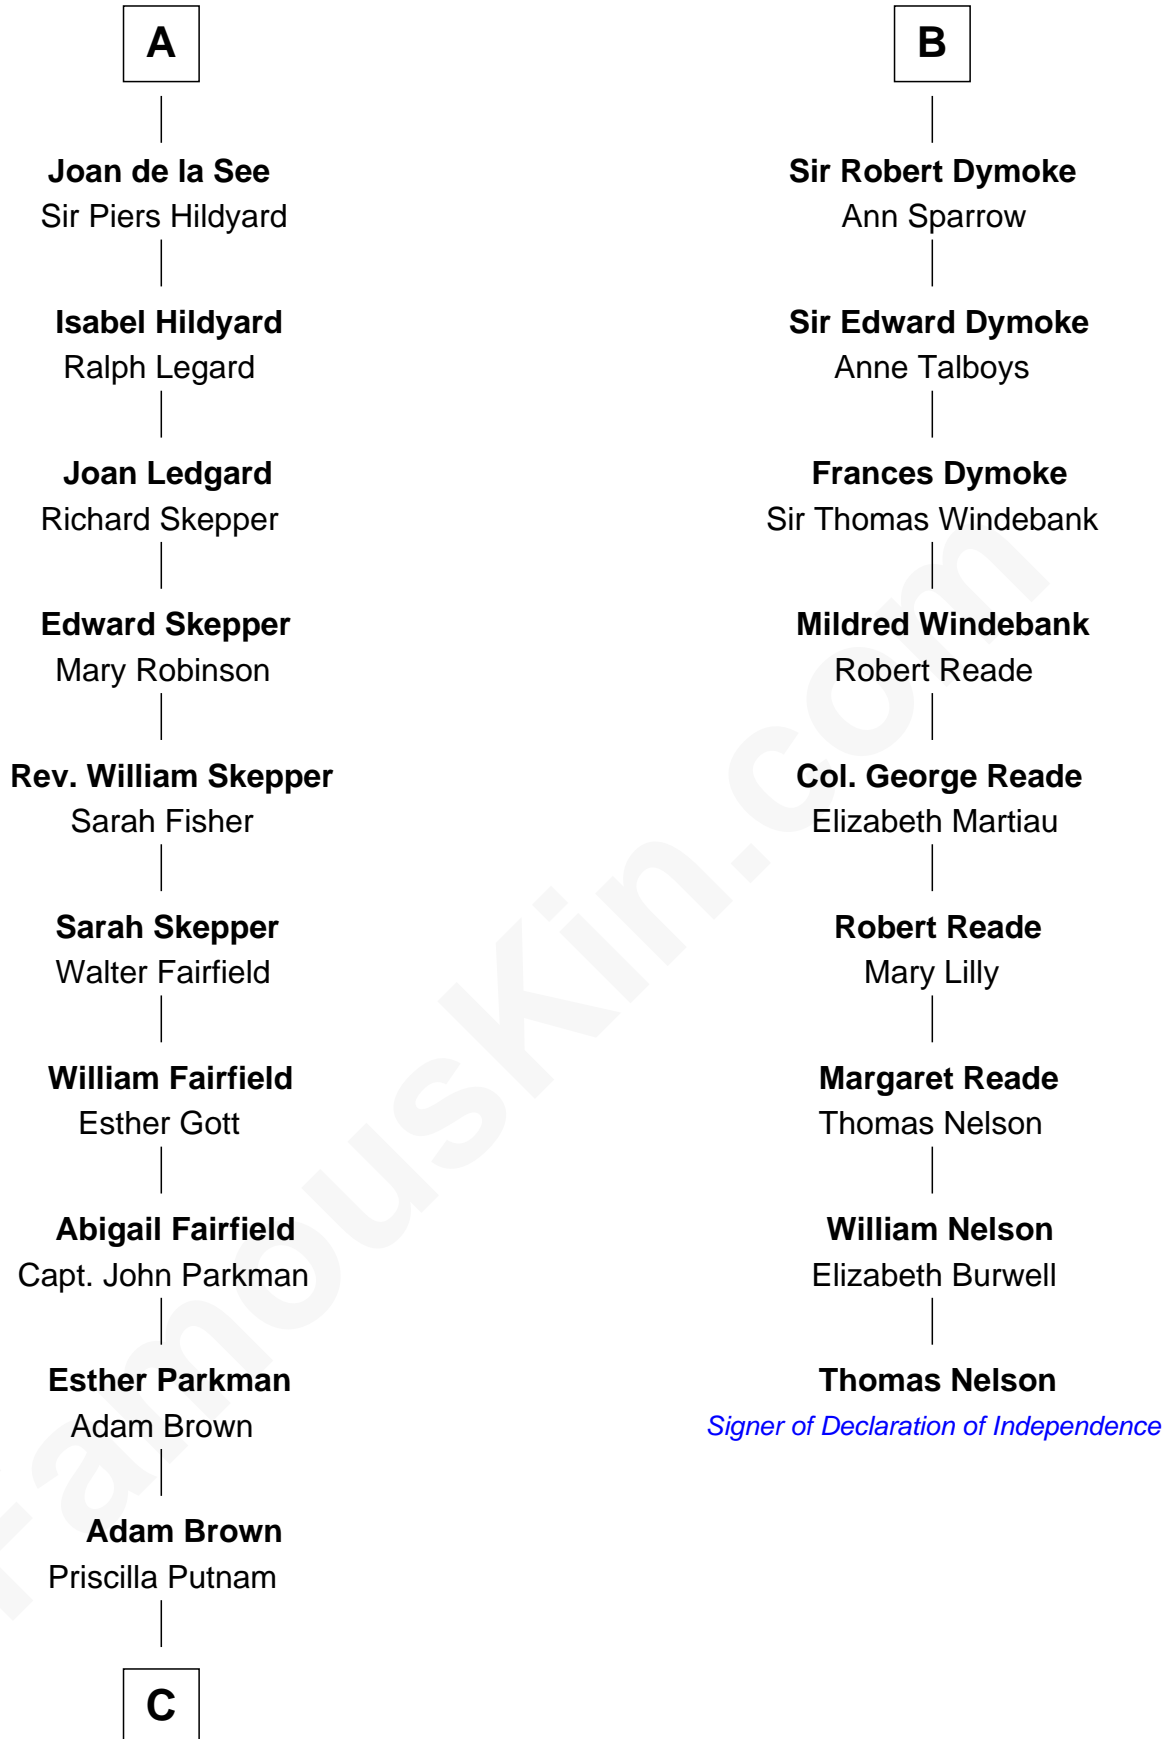 A
Joan de la See
Sir Piers Hildyard
Isabel Hildyard
Ralph Legard
Joan Ledgard
Richard Skepper
Edward Skepper
Mary Robinson
Rev. William Skepper
Sarah Fisher
Sarah Skepper
Walter Fairfield
William Fairfield
Esther Gott
Abigail Fairfield
Capt. John Parkman
Esther Parkman
Adam Brown
Adam Brown
Priscilla Putnam
C
B
Sir Robert Dymoke
Ann Sparrow
Sir Edward Dymoke
Anne Talboys
Frances Dymoke
Sir Thomas Windebank
Mildred Windebank
Robert Reade
Col. George Reade
Elizabeth Martiau
Robert Reade
Mary Lilly
Margaret Reade
Thomas Nelson
William Nelson
Elizabeth Burwell
Thomas Nelson
Signer of Declaration of Independence
FamousKin.com